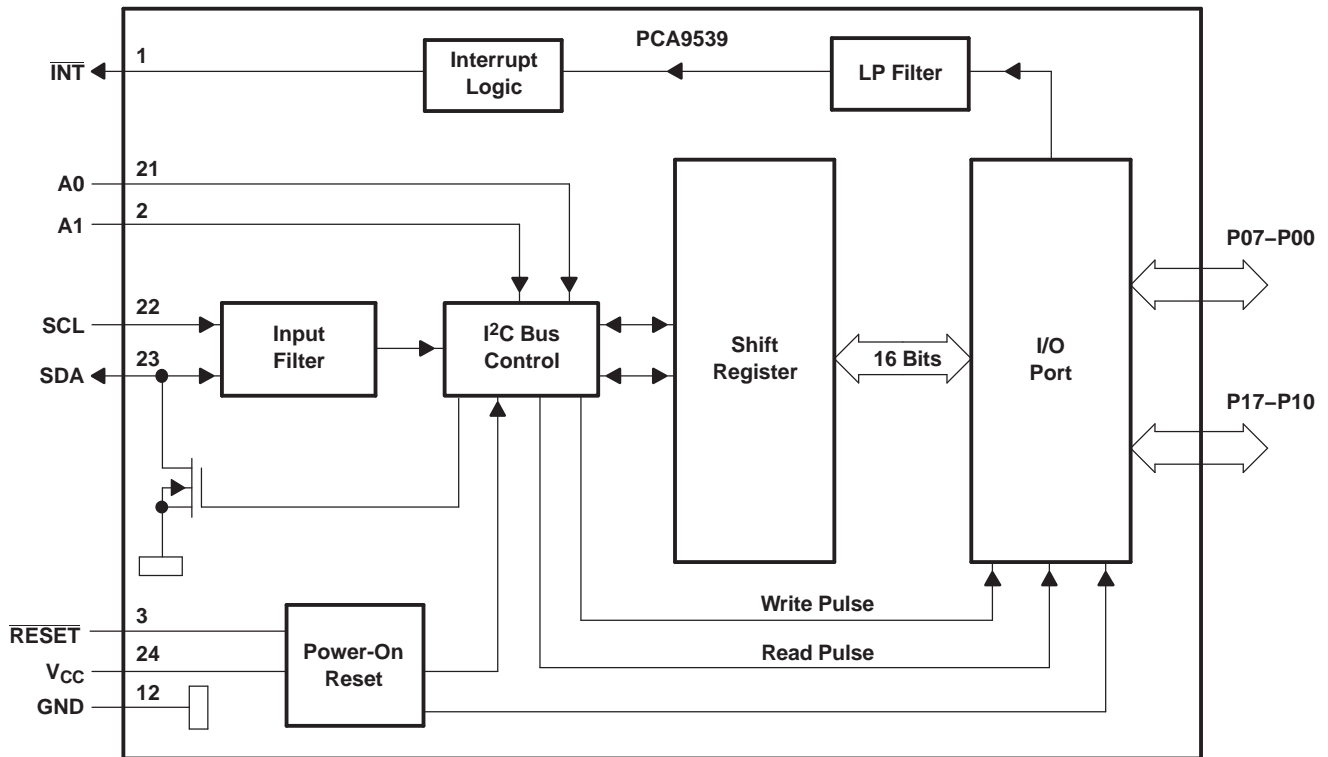 PCA9539
INT
1
Interrupt
Logic
LP Filter
A0
21
A1
2
P07–P00
SCL
22
SDA
23
Input
Filter
I²C Bus
Control
Shift
Register
16 Bits
I/O
Port
P17–P10
Write Pulse
Read Pulse
RESET
3
VCC
24
GND
12
Power-On
Reset